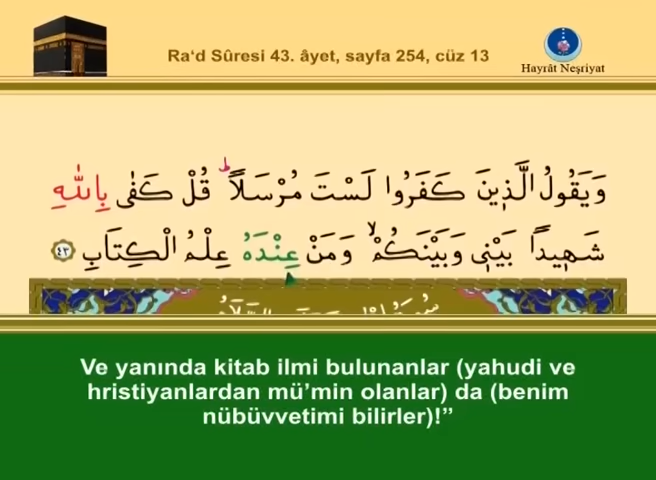 Ra‘d Sûresi 43. âyet, sayfa 254, cüz 13
Hayrât Neşriyat
وَيَقُولُ الَّذ۪ينَ كَفَرُوا لَسْتَ مُرْسَلًاۜ قُلْ كَفٰى بِاللّٰهِ
شَه۪يدًا بَيْن۪ي وَبَيْنَكُمْۙ وَمَنْ عِنْدَهُ عِلْمُ الْكِتَابِ ﴿٤٣﴾
Ve yanında kitab ilmi bulunanlar (yahudi ve
hristiyanlardan mü’min olanlar) da (benim
nübüvvetimi bilirler)!”